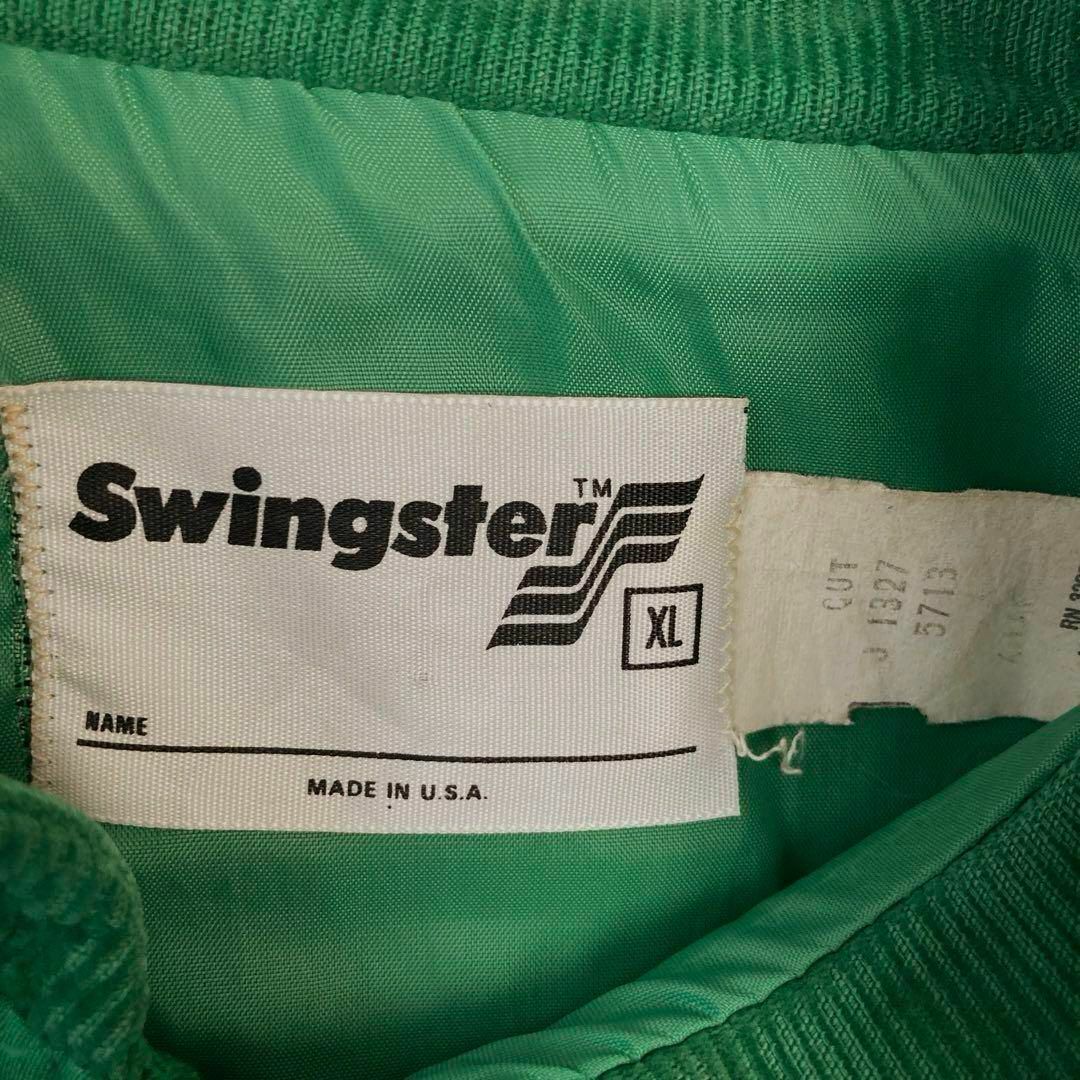 Swingster™
XL
NAME
MADE IN U.S.A.
CUT
J 1327
5713